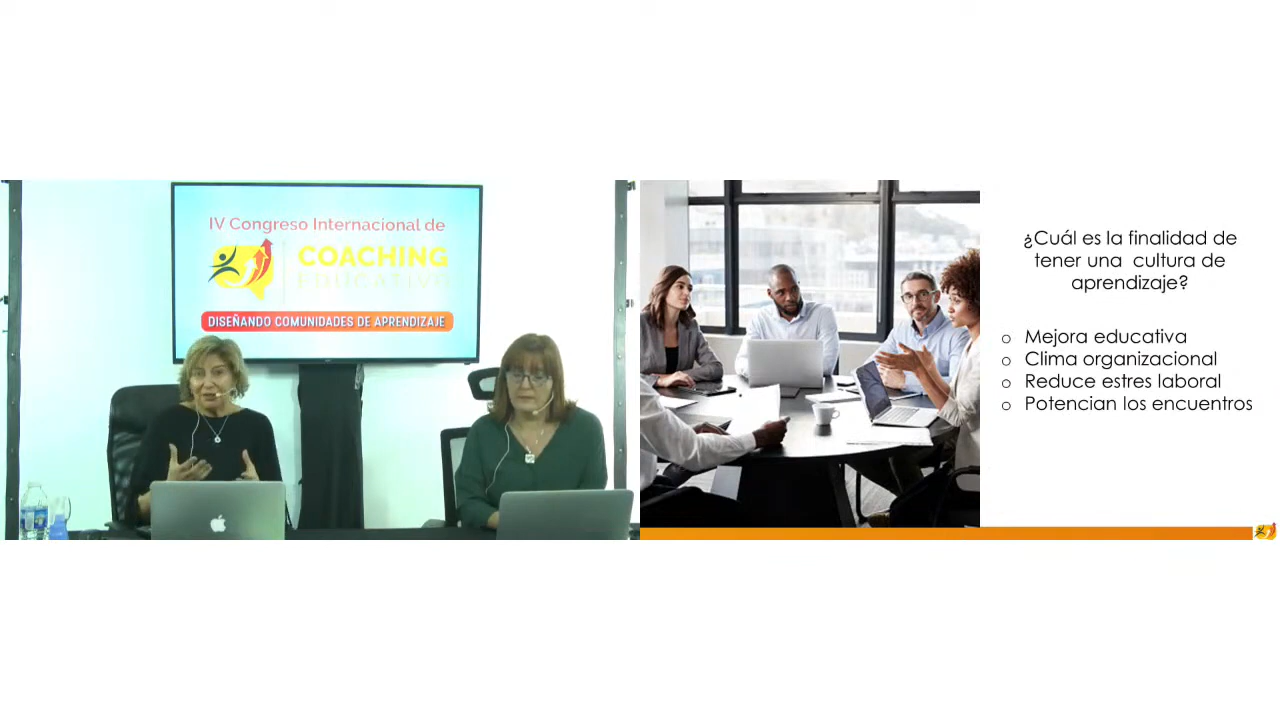 IV Congreso Internacional de
COACHING
EDUCATIVO
DISEÑANDO COMUNIDADES DE APRENDIZAJE
¿Cuál es la finalidad de
tener una cultura de
aprendizaje?
o Mejora educativa
o Clima organizacional
o Reduce estres laboral
o Potencian los encuentros